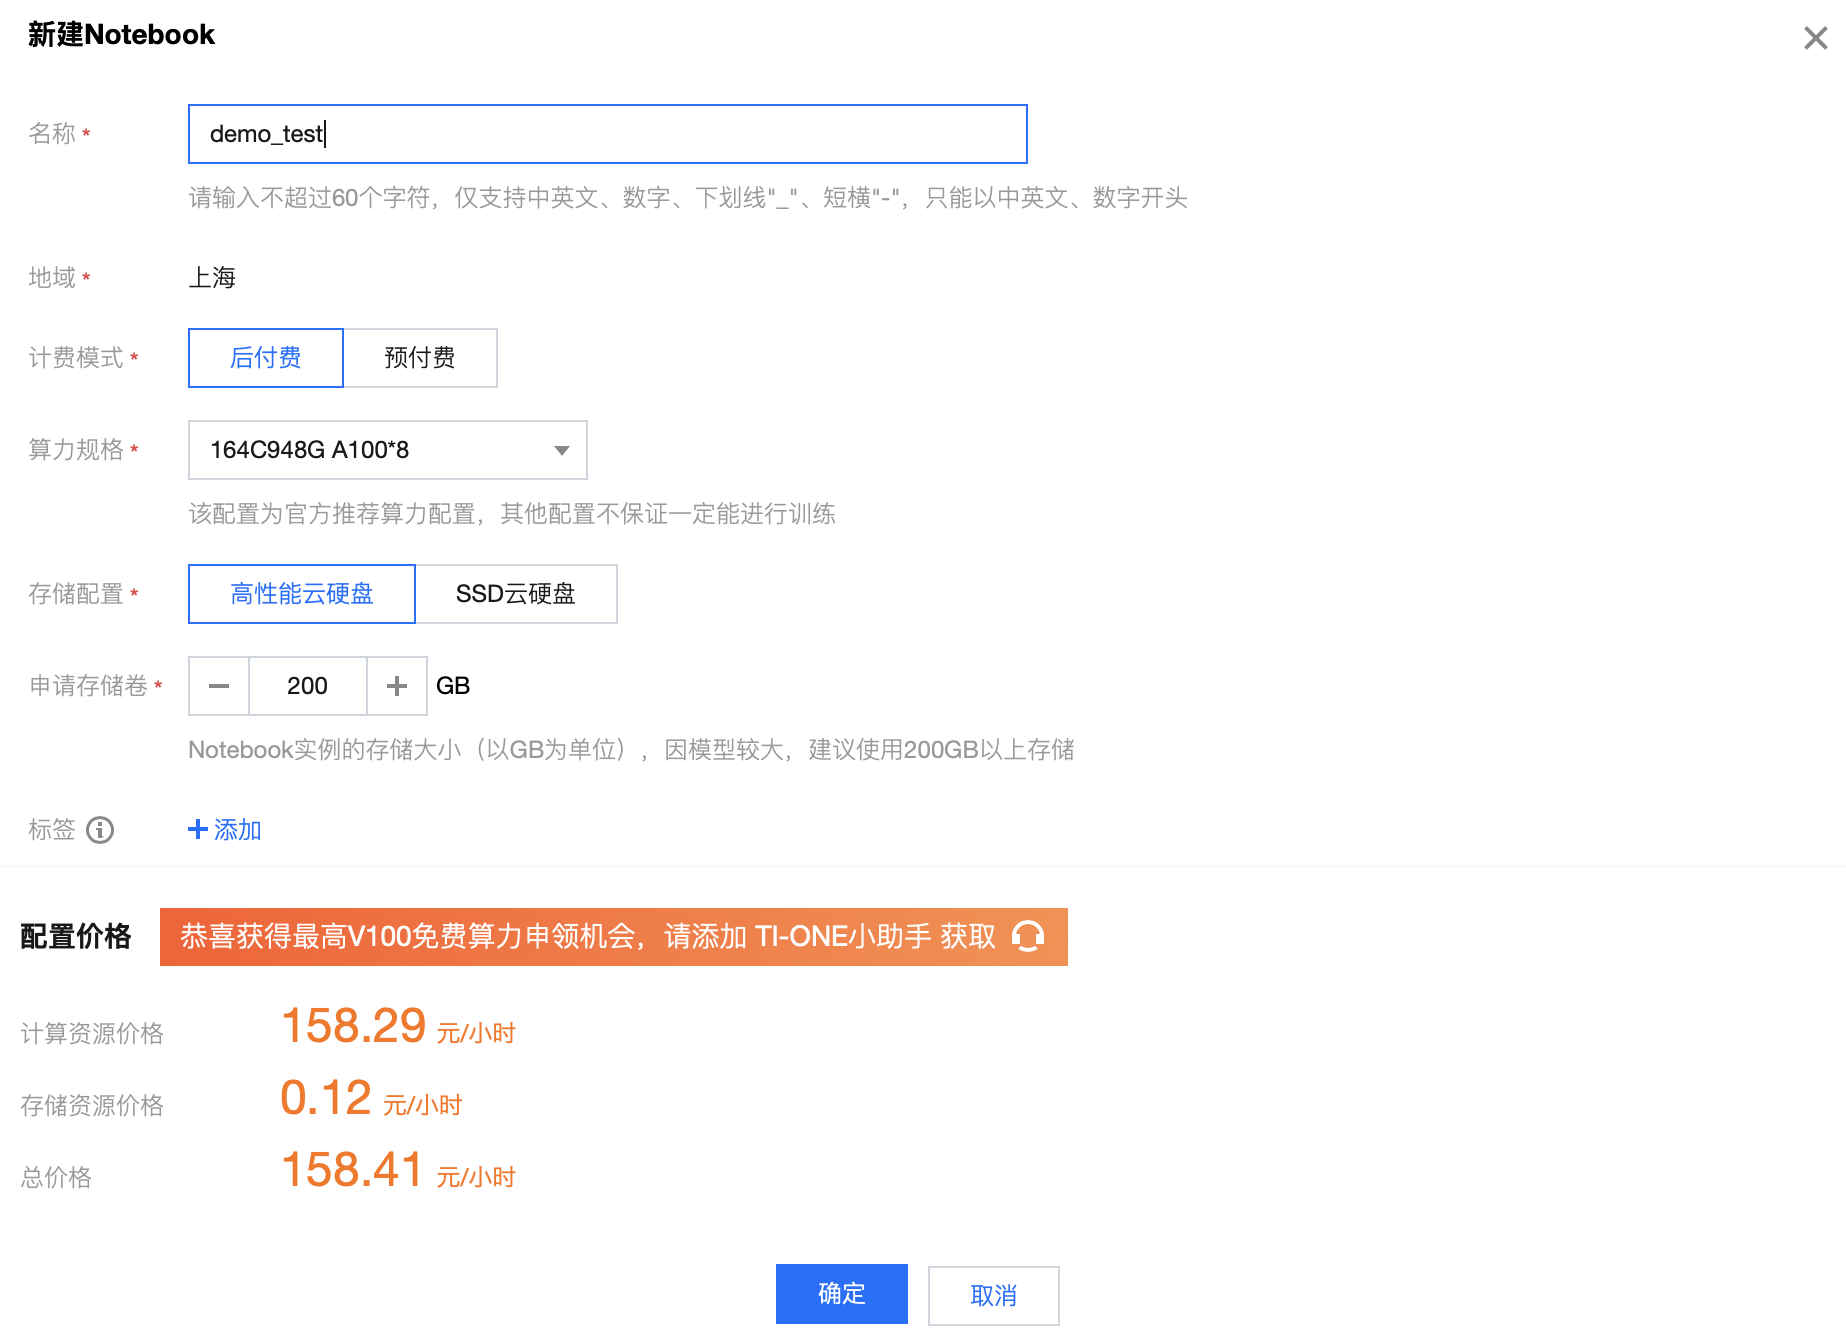 新建Notebook
名称 *
demo_test
请输入不超过60个字符，仅支持中英文、数字、下划线"_"、短横"-"，只能以中英文、数字开头
地域 *
上海
计费模式 *
后付费 预付费
算力规格 *
164C948G A100*8
该配置为官方推荐算力配置，其他配置不保证一定能进行训练
存储配置 *
高性能云硬盘 SSD云硬盘
申请存储卷 *
200 GB
Notebook实例的存储大小（以GB为单位），因模型较大，建议使用200GB以上存储
标签
添加
配置价格
恭喜获得最高V100免费算力申领机会，请添加 TI-ONE小助手 获取
计算资源价格 158.29 元/小时
存储资源价格 0.12 元/小时
总价格 158.41 元/小时
确定 取消